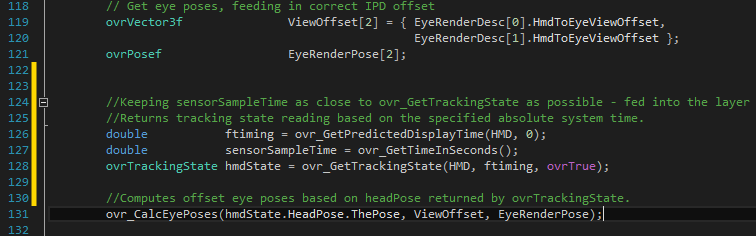 118 // Get eye poses, feeding in correct IPD offset
119 ovrVector3f ViewOffset[2] = { EyeRenderDesc[0].HmdToEyeViewOffset,
120 EyeRenderDesc[1].HmdToEyeViewOffset };
121 ovrPosef EyeRenderPose[2];
122
123
124 //Keeping sensorSampleTime as close to ovr_GetTrackingState as possible - fed into the layer
125 //Returns tracking state reading based on the specified absolute system time.
126 double ftiming = ovr_GetPredictedDisplayTime(HMD, 0);
127 double sensorSampleTime = ovr_GetTimeInSeconds();
128 ovrTrackingState hmdState = ovr_GetTrackingState(HMD, ftiming, ovrTrue);
129
130 //Computes offset eye poses based on headPose returned by ovrTrackingState.
131 ovr_CalcEyePoses(hmdState.HeadPose.ThePose, ViewOffset, EyeRenderPose);
132